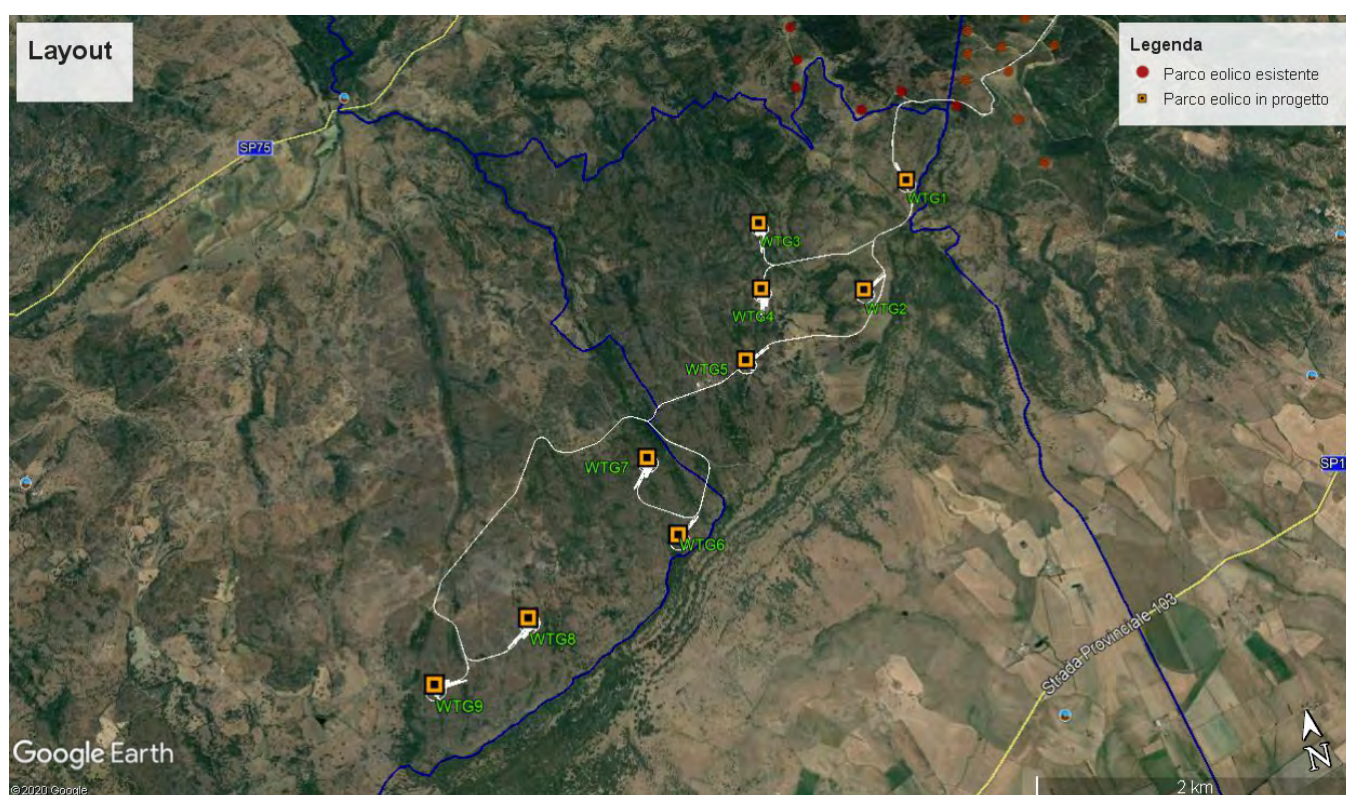 Layout
Legenda
Parco eolico esistente
Parco eolico in progetto
SP75
WTG1
WTG3
WTG2
WTG4
WTG5
WTG7
SP1
WTG6
Strada Provinciale 103
WTG8
WTG9
N
Google Earth
2 km
©2020 Google